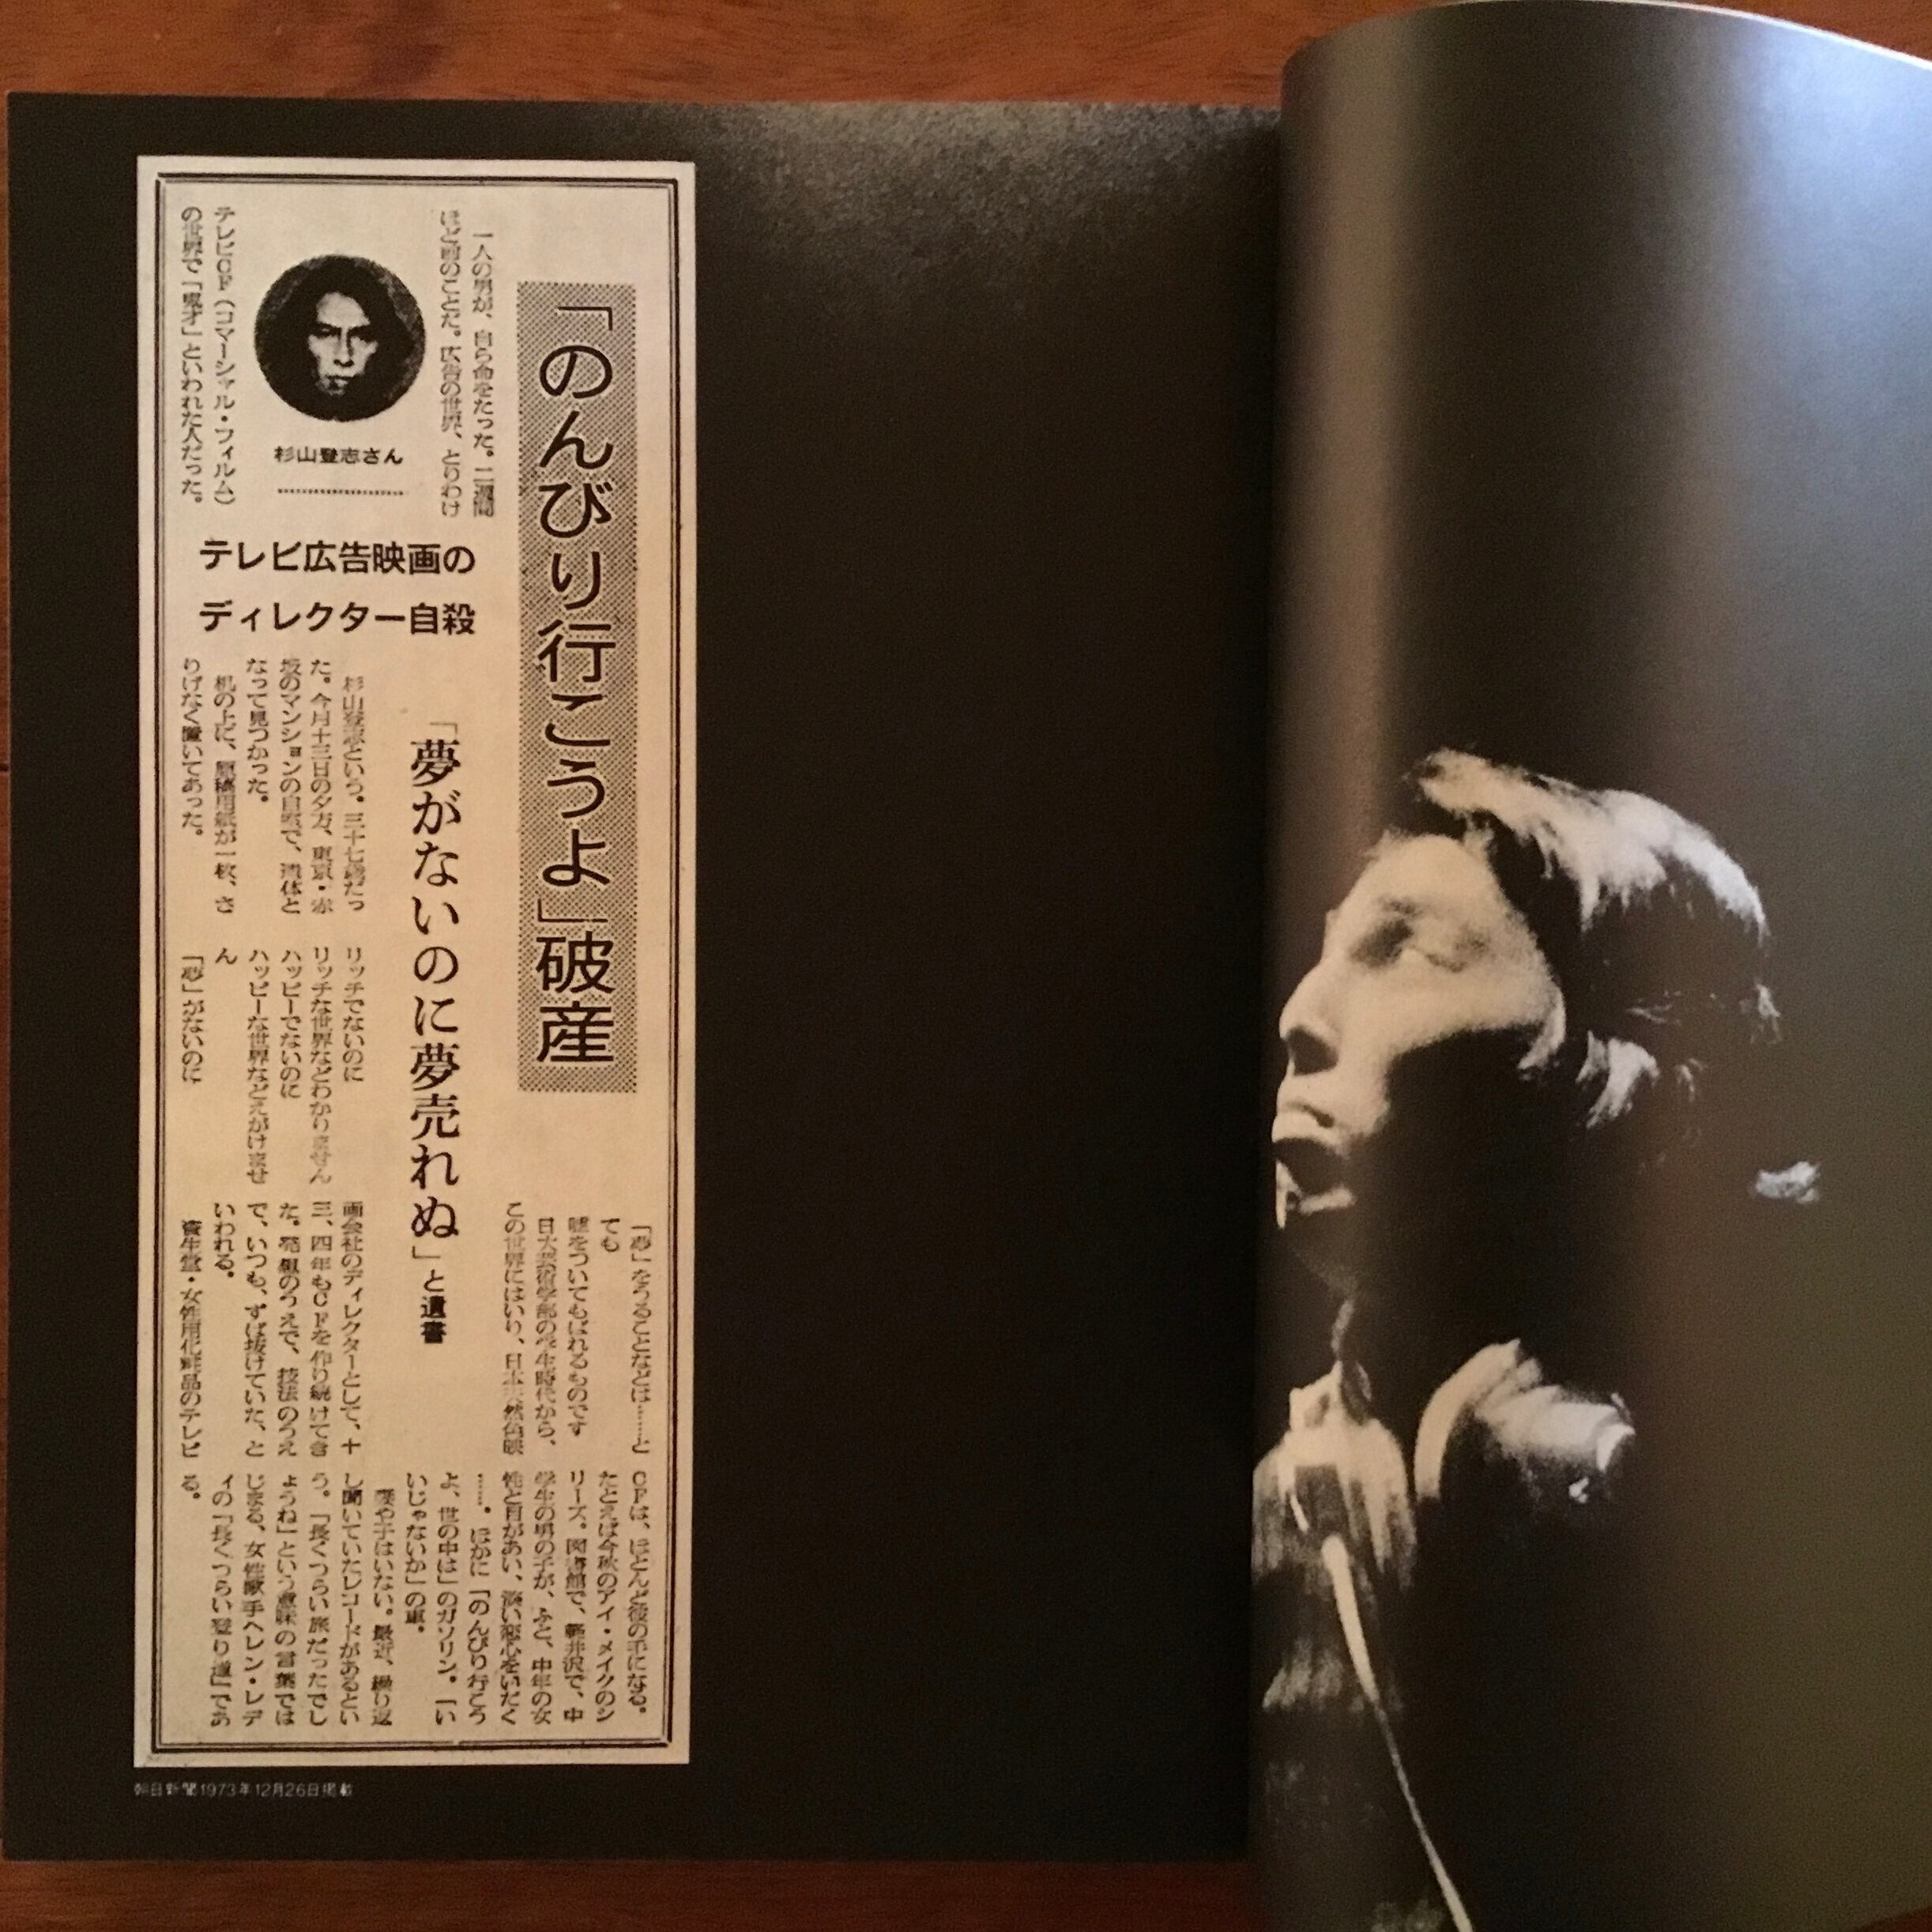 「のんびり行こうよ」破産
一人の男が、自ら命をたった。二週間
ほど前のことだ。広告の世界、とりわけ
杉山登志さん
テレビCF(コマーシャル・フィルム)
の世界で「鬼才」といわれた人だった。
テレビ広告映画の
ディレクター自殺
「夢がないのに夢売れぬ」と遺書
杉山登志という。三十七歳だっ
た。今月十三日の夕方、東京・赤
坂のマンションの自室で、遺体と
なって見つかった。
机の上に、原稿用紙が一枚、さ
りげなく置いてあった。
リッチでないのに
リッチな世界などわかりません
ハッピーでないのに
ハッピーな世界などえがけませ
ん
「夢」がないのに
「夢」をうることなどは……と
ても
嘘をついてもばれるものです
日大芸術学部の学生時代から、
この世界にはいり、日本天然色映
画会社のディレクターとして、十
三、四年もCFを作り続けてき
た。発想のうえで、技法のうえ
で、いつも、ずば抜けていた、と
いわれる。
資生堂・女性用化粧品のテレビ
CFは、ほとんど彼の手になる。
たとえば今秋のアイ・メイクのシ
リーズ。図書館で、軽井沢で、中
学生の男の子が、ふと、中年の女
性と目があい、淡い恋心をいだく
……。ほかに「のんびり行こう
よ、世の中は」のガソリン。「い
いじゃないか」の車。
妻や子はいない。最近、繰り返
し聞いていたレコードがあるとい
う。「長くつらい旅だったでし
ょうね」という意味の言葉では
じまる、女性歌手ヘレン・レデ
ィの「長くつらい登り道」であ
る。
朝日新聞1973年12月26日掲載